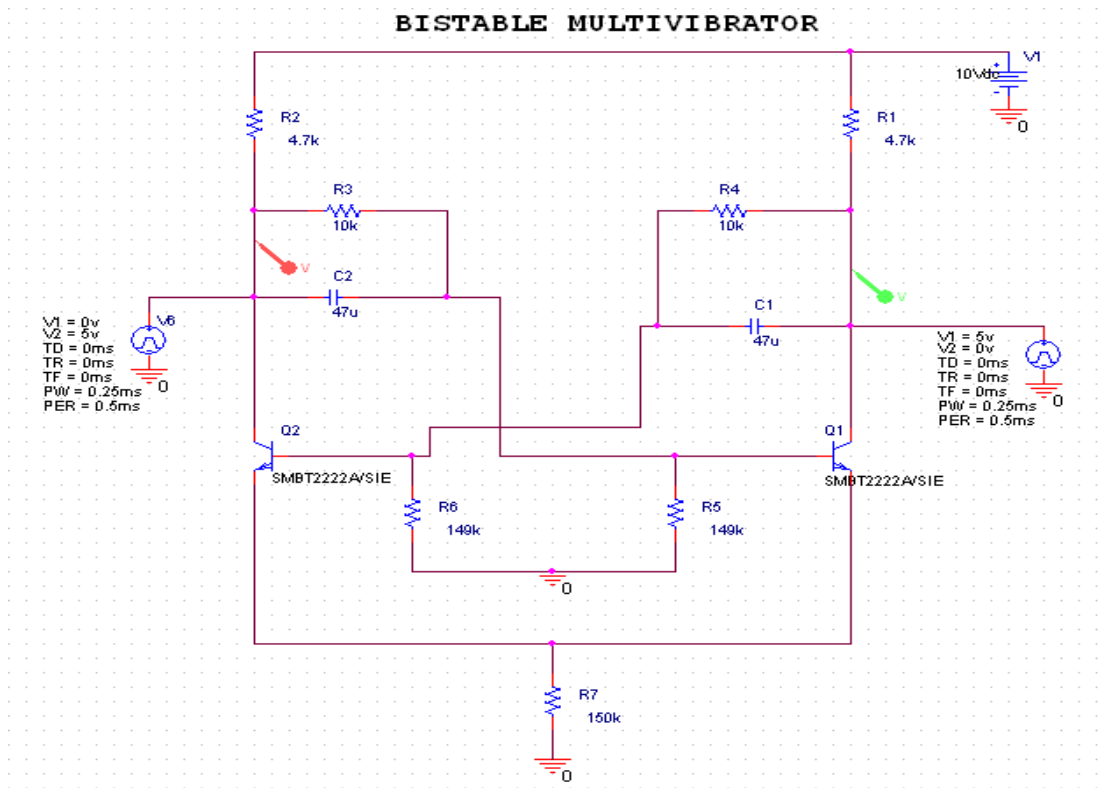 BISTABLE MULTIVIBRATOR
V1
10Vdc
+
-
0
R2
4.7k
R1
4.7k
R3
10k
R4
10k
V
V
C2
47u
C1
47u
V6
V1 = 0v
V2 = 5v
TD = 0ms
TR = 0ms
TF = 0ms
PW = 0.25ms
PER = 0.5ms
0
V1 = 5v
V2 = 0v
TD = 0ms
TR = 0ms
TF = 0ms
PW = 0.25ms
PER = 0.5ms
0
Q2
SMBT2222A/SIE
Q1
SMBT2222A/SIE
R6
149k
R5
149k
0
R7
150k
0